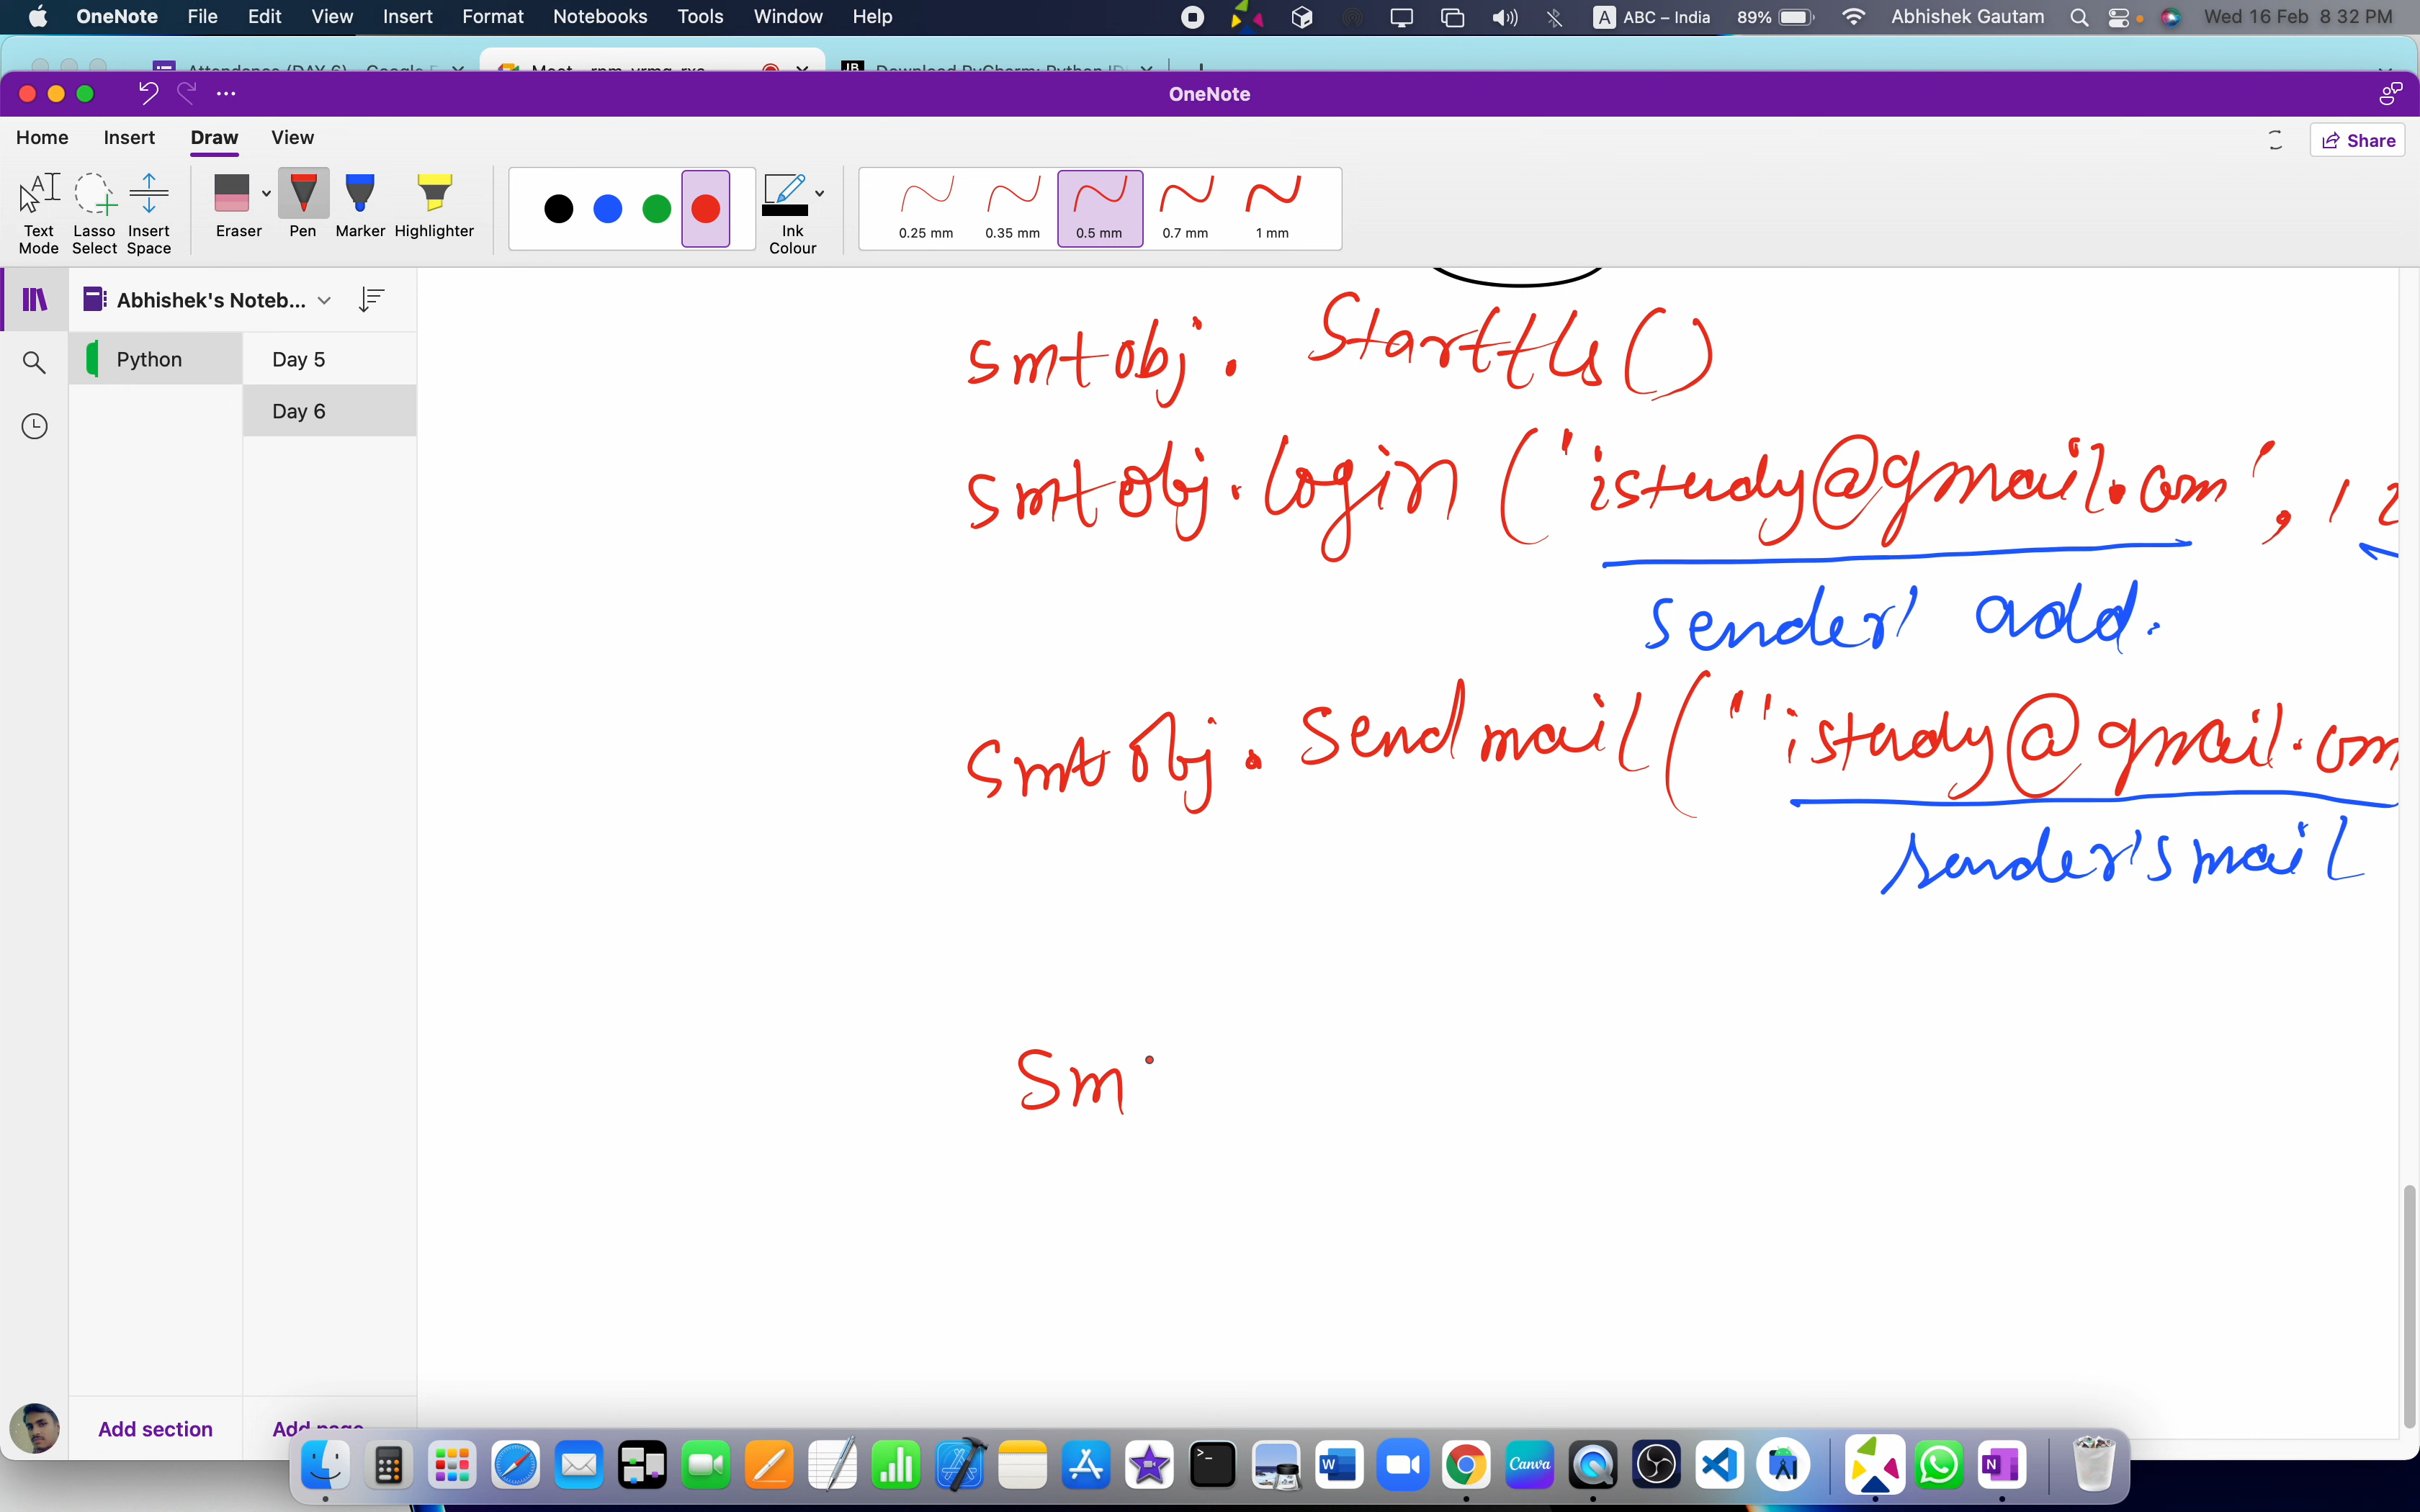 OneNote File Edit View Insert Format Notebooks Tools Window Help A ABC – India 89% Abhishek Gautam Wed 16 Feb 8 32 PM
OneNote
Home Insert Draw View Share
Text Mode
Lasso Select
Insert Space
Eraser Pen Marker Highlighter
Ink Colour
0.25 mm 0.35 mm 0.5 mm 0.7 mm 1 mm
Abhishek's Noteb...
Python Day 5
Day 6
smtobj. Starttls()
smtobj.login ("istudy@gmail.com", 12
sender' add.
smtobj. Sendmail("istudy@gmail.com
sender's mail
Sm
Add section
W
Canva
N